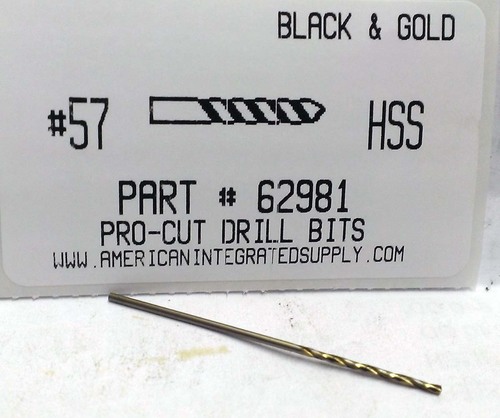 BLACK & GOLD
#57 HSS
PART # 62981
PRO-CUT DRILL BITS
WWW.AMERICANINTEGRATEDSUPPLY.COM